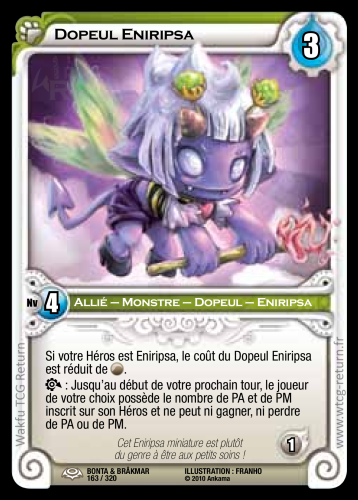 Dopeul Eniripsa
3
Nv 4 Allié – Monstre – Dopeul – Eniripsa
Si votre Héros est Eniripsa, le coût du Dopeul Eniripsa
est réduit de .
: Jusqu'au début de votre prochain tour, le joueur
de votre choix possède le nombre de PA et de PM
inscrit sur son Héros et ne peut ni gagner, ni perdre
de PA ou de PM.
Cet Eniripsa miniature est plutôt
du genre à être aux petits soins !
1
BONTA & BRÂKMAR
163 / 320
ILLUSTRATION : FRANHO
© 2010 Ankama
Wakfu TCG Return
www.wtcg-return.fr